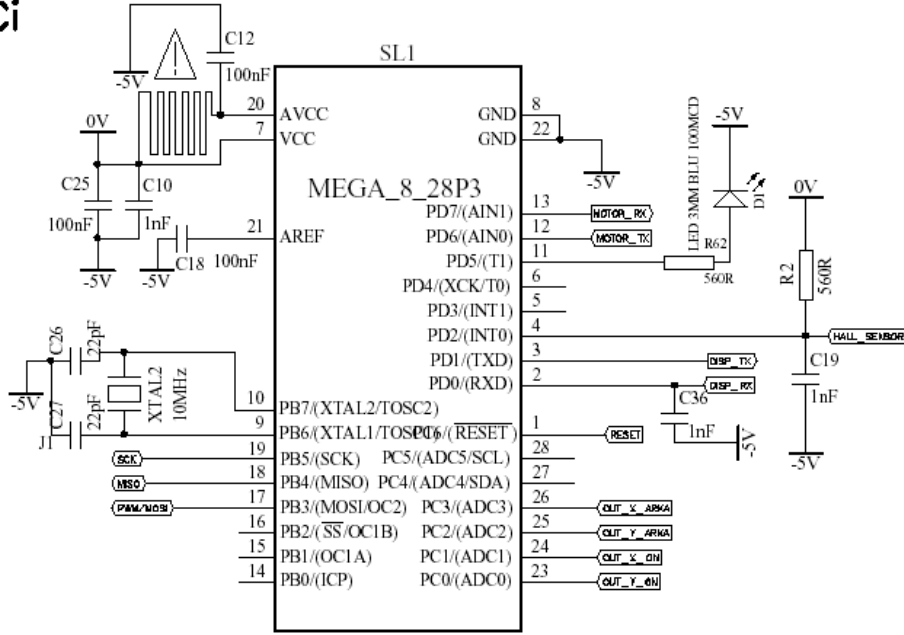 Ci
SL1
C12
100nF
-5V
20 AVCC
7 VCC
0V
C25
100nF
C10
1nF
-5V
21 AREF
-5V
C18 100nF
MEGA_8_28P3
GND 8
GND 22
-5V
PD7/(AIN1) 13 MOTOR_RX
PD6/(AIN0) 12 MOTOR_TX
PD5/(T1) 11
PD4/(XCK/T0) 6
PD3/(INT1) 5
PD2/(INT0) 4 HALL_SENSOR
PD1/(TXD) 3 DISP_TX
PD0/(RXD) 2 DISP_RX
LED 3MM BLU 100MCD
-5V
R62
560R
0V
R2
560R
C19
1nF
-5V
C36
1nF
-5V
C26
22pF
XTAL2
10MHz
-5V
C27
22pF
J1
10 PB7/(XTAL2/TOSC2)
9 PB6/(XTAL1/TOSC1)
PC6/(RESET) 1 RESET
SCK 19 PB5/(SCK)
PC5/(ADC5/SCL) 28
MISO 18 PB4/(MISO)
PC4/(ADC4/SDA) 27
PWM/MOSI 17 PB3/(MOSI/OC2)
PC3/(ADC3) 26 OUT_X_ARKA
16 PB2/(SS/OC1B)
PC2/(ADC2) 25 OUT_Y_ARKA
15 PB1/(OC1A)
PC1/(ADC1) 24 OUT_X_ON
14 PB0/(ICP)
PC0/(ADC0) 23 OUT_Y_ON